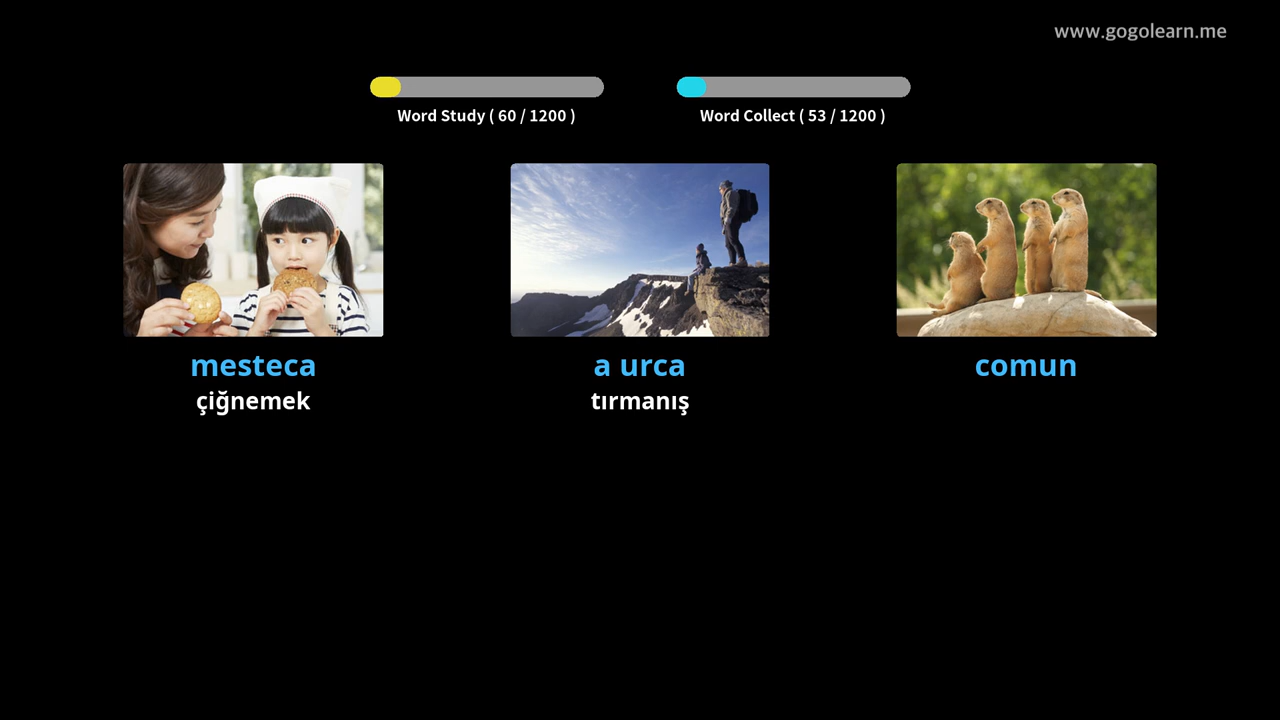 www.gogolearn.me
Word Study ( 60 / 1200 )
Word Collect ( 53 / 1200 )
mesteca
çiğnemek
a urca
tırmanış
comun